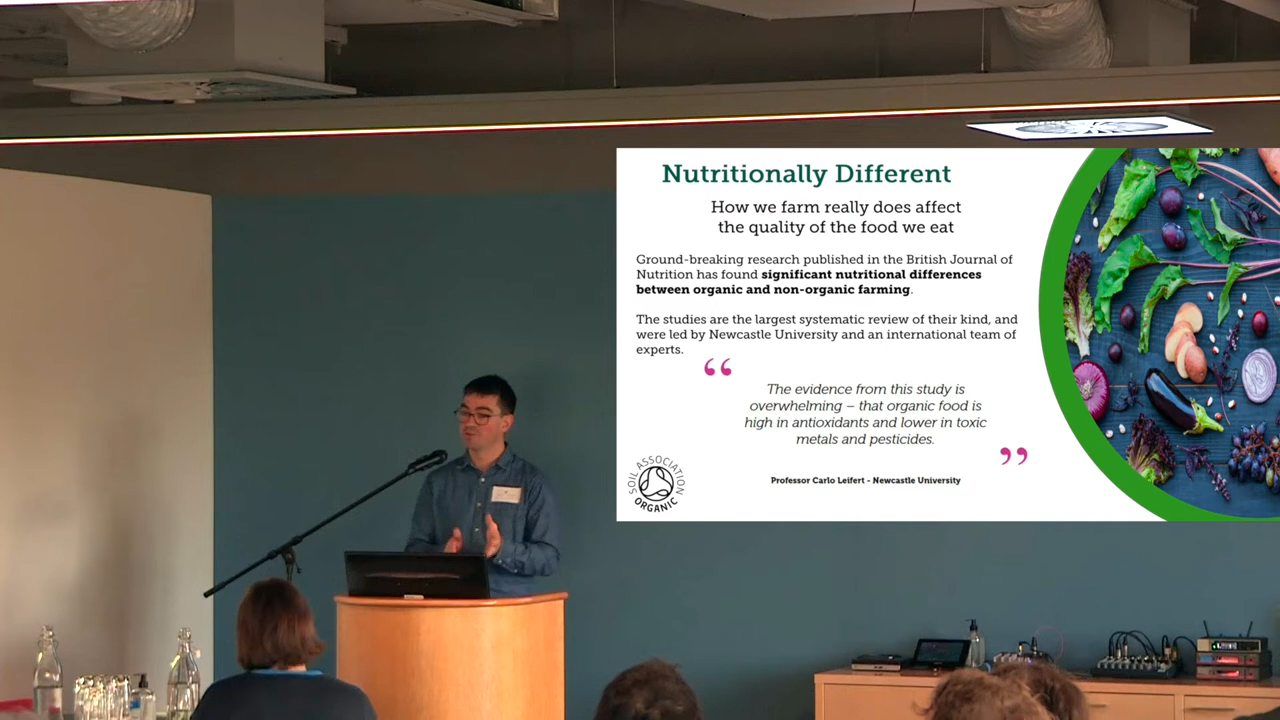 Nutritionally Different
How we farm really does affect
the quality of the food we eat
Ground-breaking research published in the British Journal of
Nutrition has found significant nutritional differences
between organic and non-organic farming.
The studies are the largest systematic review of their kind, and
were led by Newcastle University and an international team of
experts.
“
The evidence from this study is
overwhelming – that organic food is
high in antioxidants and lower in toxic
metals and pesticides.
”
Professor Carlo Leifert - Newcastle University
SOIL ASSOCIATION
ORGANIC